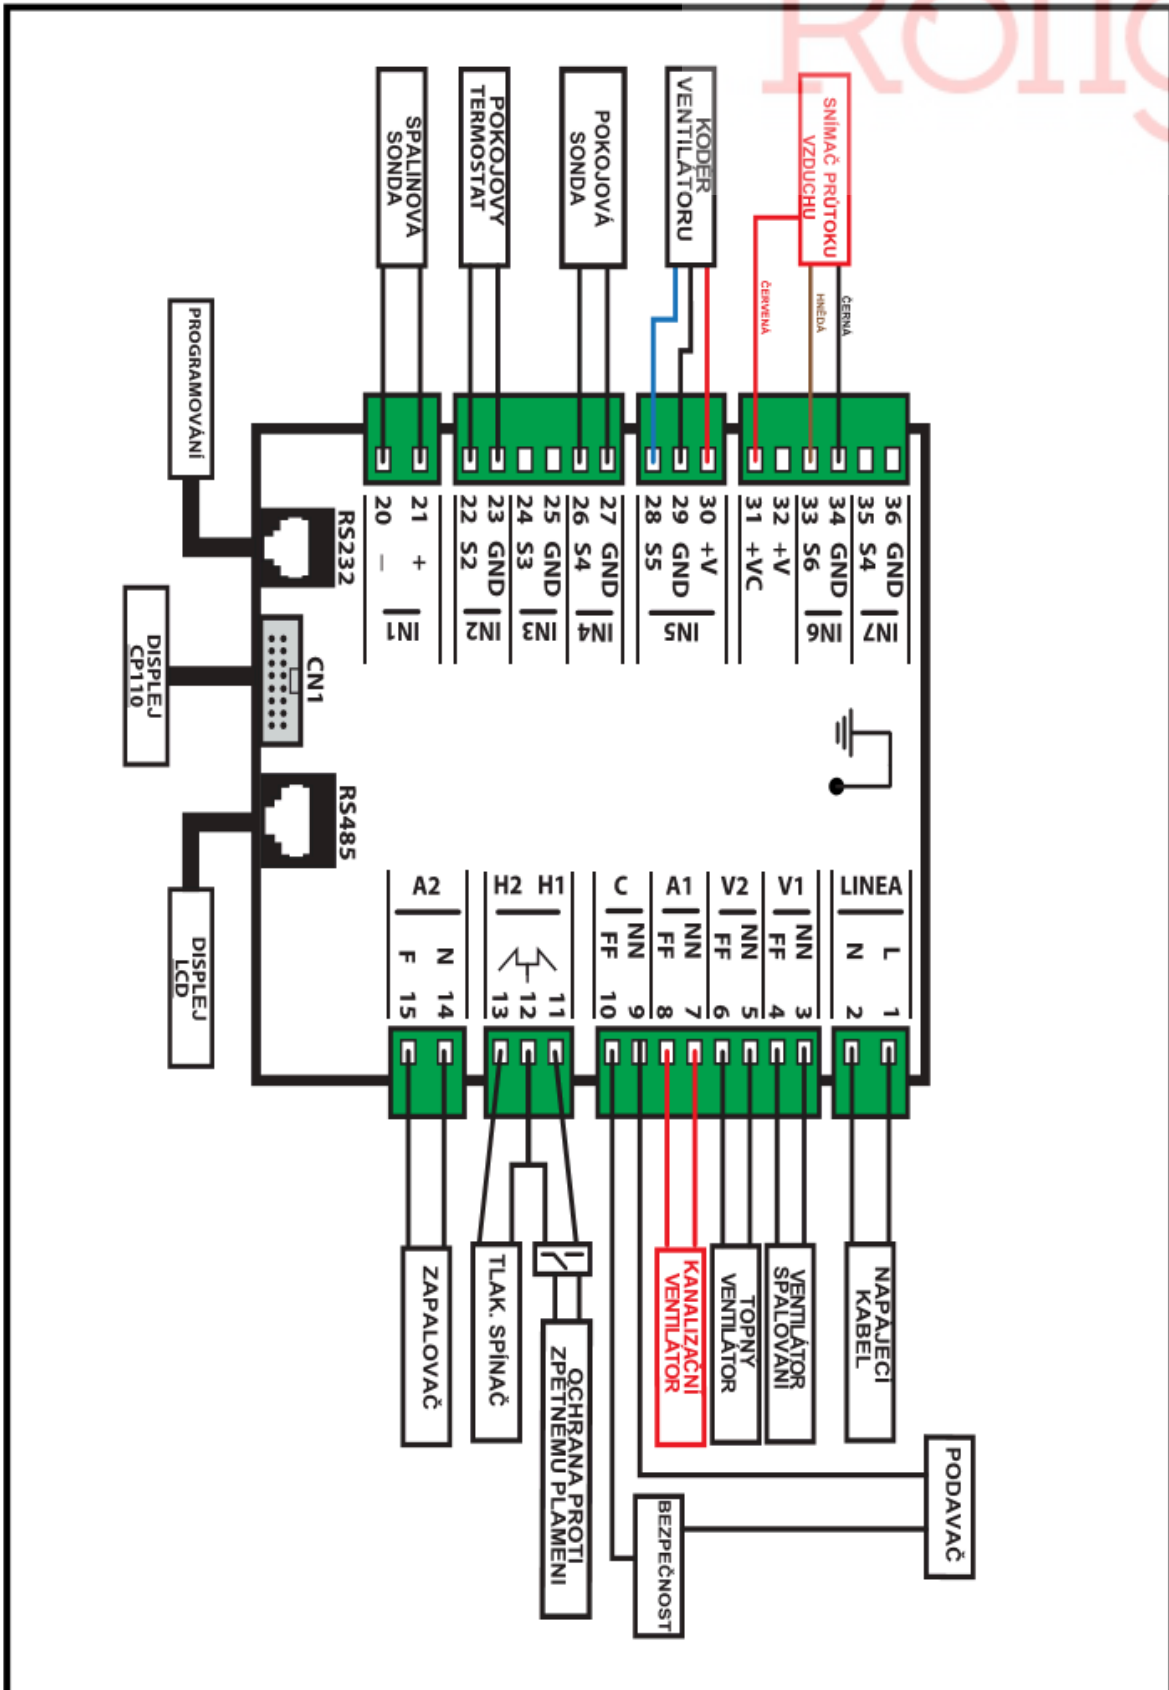 Rong
SPALINOVÁ
SONDA
POKOJOVY
TERMOSTAT
POKOJOVÁ
SONDA
KODÉR
VENTILÁTORU
SNÍMAČ PRŮTOKU
VZDUCHU
ČERVENÁ
HNĚDÁ
ČERNÁ
PROGRAMOVÁNÍ
DISPLEJ
CP110
DISPLEJ
LCD
RS232
CN1
RS485
20 –
21 +
IN1
22 S2
23 GND
IN2
24 S3
25 GND
IN3
26 S4
27 GND
IN4
28 S5
29 GND
30 +V
IN5
31 +VC
32 +V
33 S6
34 GND
IN6
35 S4
36 GND
IN7
A2
F 15
N 14
H2 H1
13
12
11
C
FF 10
NN 9
A1
FF 8
NN 7
V2
FF 6
NN 5
V1
FF 4
NN 3
LINEA
N 2
L 1
ZAPALOVAČ
TLAK. SPÍNAČ
OCHRANA PROTI
ZPĚTNÉMU PLAMENI
KANALIZAČNÍ
VENTILÁTOR
TOPNÝ
VENTILÁTOR
VENTILÁTOR
SPALOVÁNÍ
NAPÁJECÍ
KABEL
BEZPEČNOST
PODAVAČ